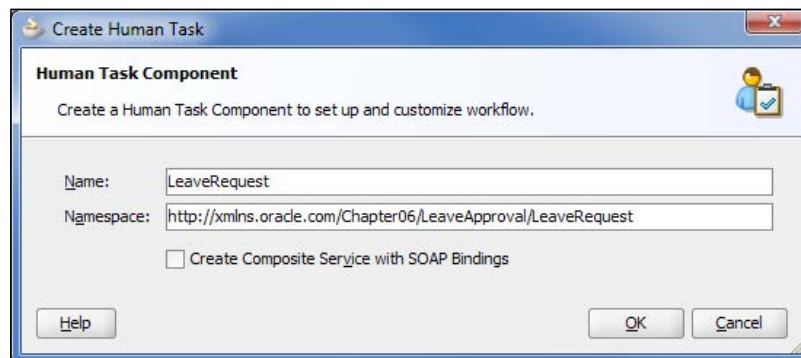 Create Human Task
Human Task Component
Create a Human Task Component to set up and customize workflow.
Name: LeaveRequest
Namespace: http://xmlns.oracle.com/Chapter06/LeaveApproval/LeaveRequest
Create Composite Service with SOAP Bindings
Help OK Cancel